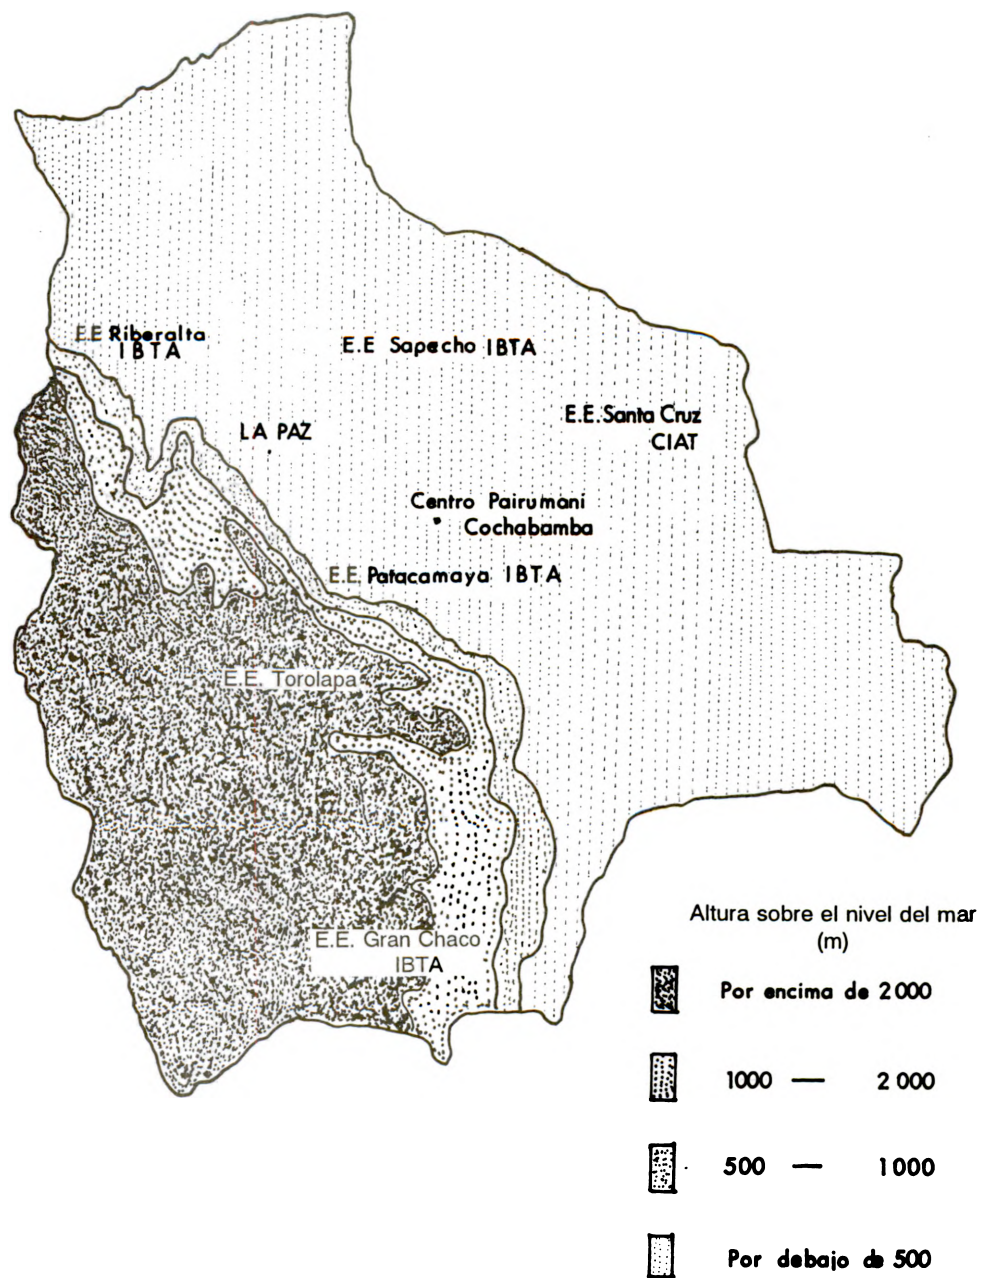 E.E Riberalta
IBTA
E.E Sapecho IBTA
E.E. Santa Cruz
CIAT
LA PAZ
Centro Pairumani
Cochabamba
E.E. Patacamaya IBTA
E.E. Torolapa
E.E. Gran Chaco
IBTA
Altura sobre el nivel del mar
(m)
Por encima de 2000
1000 — 2000
500 — 1000
Por debajo de 500